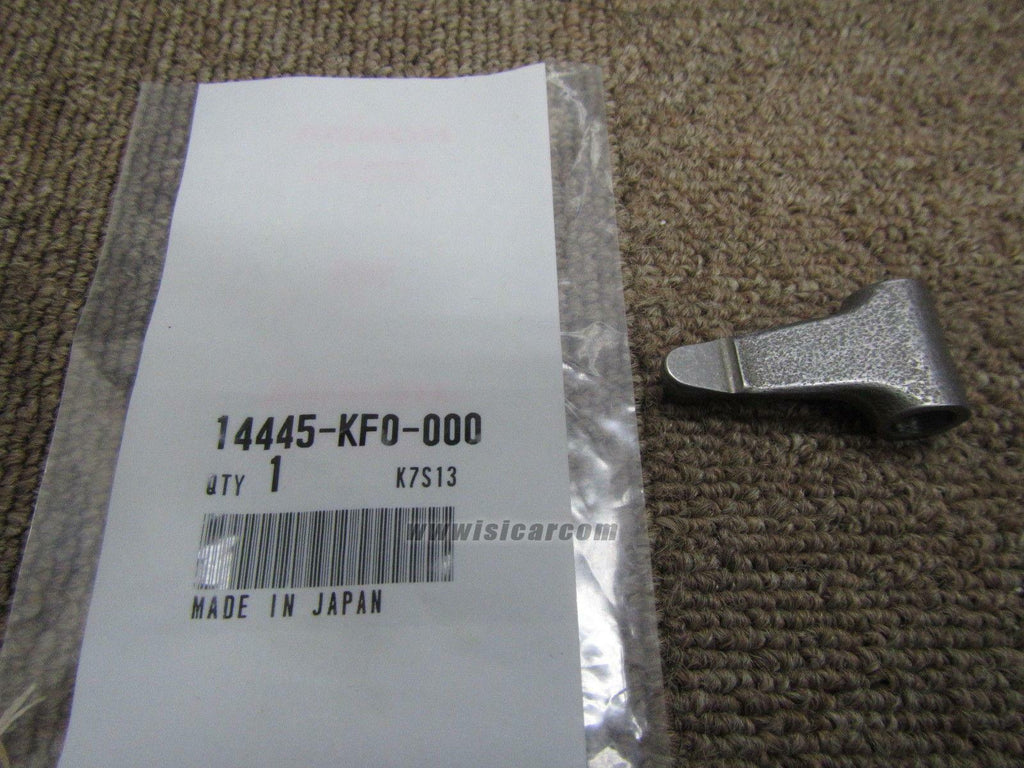 14445-KF0-000
QTY 1 K7S13
wwwisicarcom
MADE IN JAPAN